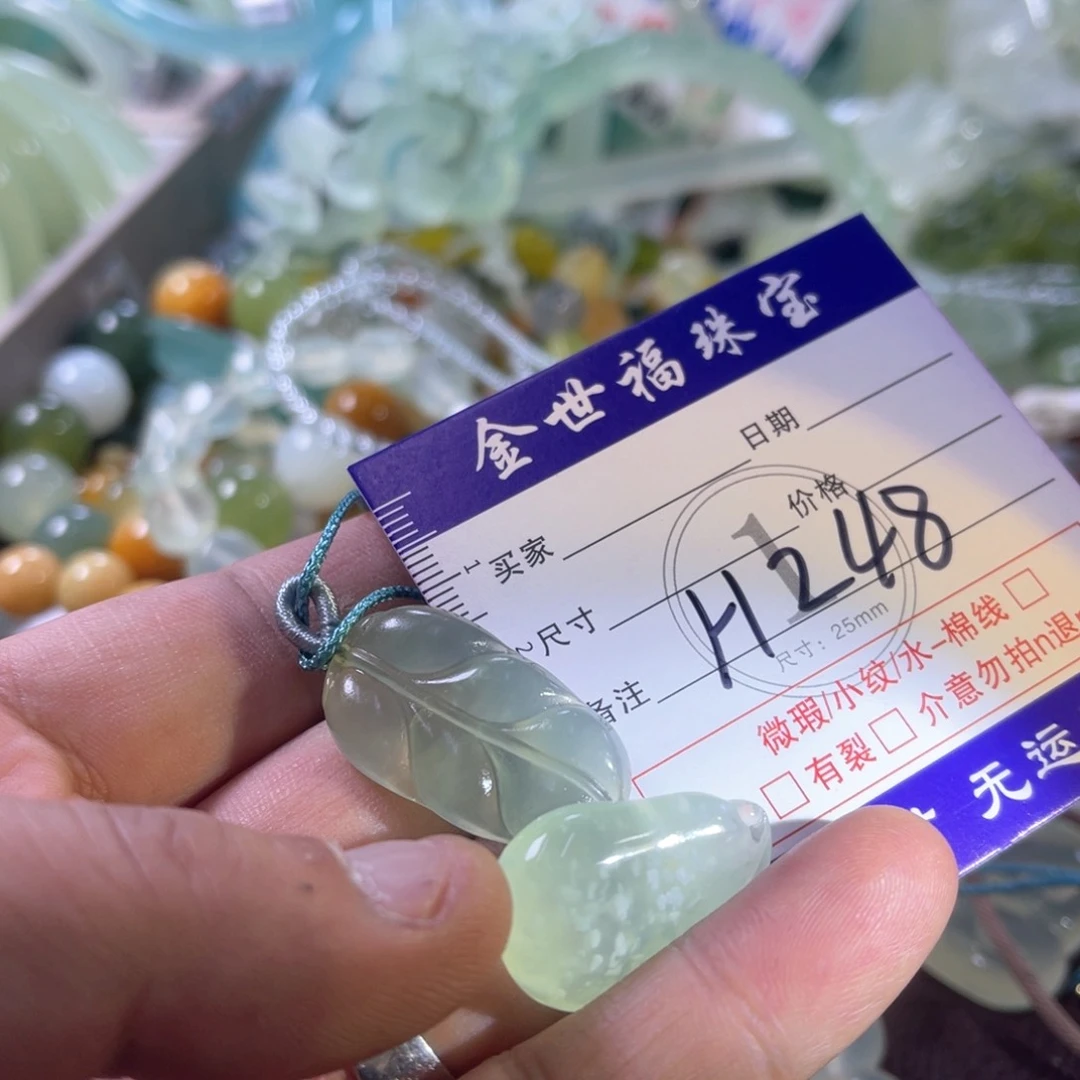 金世福珠宝
日期
买家
价格
1
尺寸
H248
尺寸：25mm
备注
微瑕/小纹/水-棉线□
□有裂□介意勿拍n退
无运
1
2